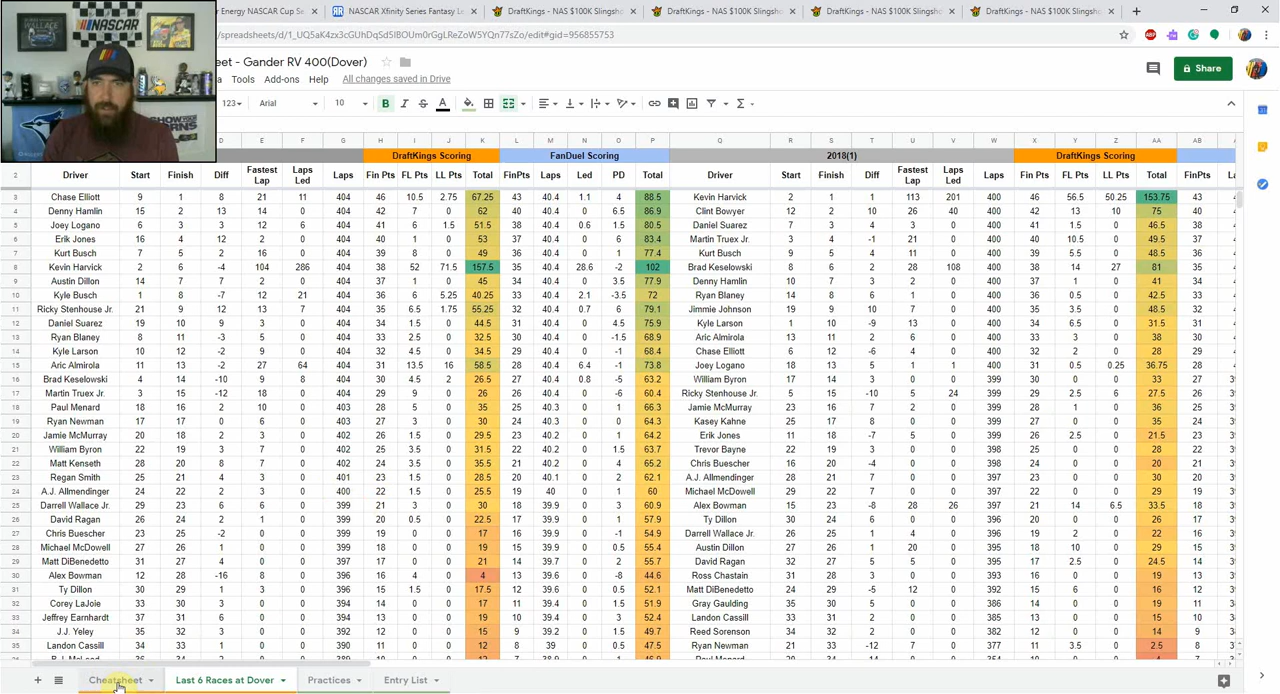 WALLACE
NASCAR
SHOW YOUR
HORNS
r Energy NASCAR Cup Se
NASCAR Xfinity Series Fantasy L
DraftKings - NAS $100K Slingsho
DraftKings - NAS $100K Slingsho
DraftKings - NAS $100K Slingsho
DraftKings - NAS $100K Slingsho
/spreadsheets/d/1_UQ5aK4zx3cGUhDqDs5IBOUm0rGgLReZoW5YQn77sZo/edit#gid=956855753
heet - Gander RV 400(Dover)
Tools Add-ons Help All changes saved in Drive
Share
123 Arial 10 B I A
D E F G H I J K L M N O P Q R S T U V W X Y Z AA AB
DraftKings Scoring FanDuel Scoring 2018(1) DraftKings Scoring
2 Driver Start Finish Diff Fastest Lap Laps Led Laps Fin Pts FL Pts LL Pts Total FinPts Laps Led PD Total Driver Start Finish Diff Fastest Lap Laps Led Laps Fin Pts FL Pts LL Pts Total FinPts L
3 Chase Elliott 9 1 8 21 11 404 46 10.5 2.75 67.25 43 40.4 1.1 4 88.5 Kevin Harvick 2 1 1 113 201 400 46 56.5 50.25 153.75 43
4 Denny Hamlin 15 2 13 14 0 404 42 7 0 62 40 40.4 0 6.5 86.9 Clint Bowyer 12 2 10 26 40 400 42 13 10 75 40
5 Joey Logano 6 3 3 12 6 404 41 6 1.5 51.5 38 40.4 0.6 1.5 80.5 Daniel Suarez 7 3 4 3 0 400 41 1.5 0 46.5 38
6 Erik Jones 16 4 12 2 0 404 40 1 0 53 37 40.4 0 6 83.4 Martin Truex Jr. 3 4 -1 21 0 400 40 10.5 0 49.5 37
7 Kurt Busch 7 5 2 16 0 404 39 8 0 49 36 40.4 0 1 77.4 Kurt Busch 9 5 4 11 0 400 39 5.5 0 48.5 36
8 Kevin Harvick 2 6 -4 104 286 404 38 52 71.5 157.5 35 40.4 28.6 -2 102 Brad Keselowski 8 6 2 28 108 400 38 14 27 81 35
9 Austin Dillon 14 7 7 2 0 404 37 1 0 45 34 40.4 0 3.5 77.9 Denny Hamlin 10 7 3 2 0 400 37 1 0 41 34
10 Kyle Busch 1 8 -7 12 21 404 36 6 5.25 40.25 33 40.4 2.1 -3.5 72 Ryan Blaney 14 8 6 1 0 400 36 0.5 0 42.5 33
11 Ricky Stenhouse Jr. 21 9 12 13 7 404 35 6.5 1.75 55.25 32 40.4 0.7 6 79.1 Jimmie Johnson 19 9 10 7 0 400 35 3.5 0 48.5 32
12 Daniel Suarez 19 10 9 3 0 404 34 1.5 0 44.5 31 40.4 0 4.5 75.9 Kyle Larson 1 10 -9 13 0 400 34 6.5 0 31.5 31
13 Ryan Blaney 8 11 -3 5 0 404 33 2.5 0 32.5 30 40.4 0 -1.5 68.9 Aric Almirola 13 11 2 6 0 400 33 3 0 38 30
14 Kyle Larson 10 12 -2 9 0 404 32 4.5 0 34.5 29 40.4 0 -1 68.4 Chase Elliott 6 12 -6 4 0 400 32 2 0 28 29
15 Aric Almirola 11 13 -2 27 64 404 31 13.5 16 58.5 28 40.4 6.4 -1 73.8 Joey Logano 18 13 5 1 1 400 31 0.5 0.25 36.75 28
16 Brad Keselowski 4 14 -10 9 8 404 30 4.5 2 26.5 27 40.4 0.8 -5 63.2 William Byron 17 14 3 0 0 399 30 0 0 33 27
17 Martin Truex Jr. 3 15 -12 18 0 404 29 9 0 26 26 40.4 0 -6 60.4 Ricky Stenhouse Jr. 5 15 -10 5 24 399 29 2.5 6 27.5 26
18 Paul Menard 18 16 2 10 0 403 28 5 0 35 25 40.3 0 1 66.3 Jamie McMurray 23 16 7 2 0 399 28 1 0 36 25
19 Ryan Newman 17 17 0 6 0 403 27 3 0 30 24 40.3 0 0 64.3 Kasey Kahne 25 17 8 0 0 399 27 0 0 35 24
20 Jamie McMurray 20 18 2 3 0 402 26 1.5 0 29.5 23 40.2 0 1 64.2 Erik Jones 11 18 -7 5 0 399 26 2.5 0 21.5 23
21 William Byron 22 19 3 7 0 402 25 3.5 0 31.5 22 40.2 0 1.5 63.7 Trevor Bayne 22 19 3 0 0 398 25 0 0 28 22
22 Matt Kenseth 28 20 8 7 0 402 24 3.5 0 35.5 21 40.2 0 4 65.2 Chris Buescher 16 20 -4 0 0 398 24 0 0 20 21
23 Regan Smith 25 21 4 3 0 401 23 1.5 0 28.5 20 40.1 0 2 62.1 A.J. Allmendinger 28 21 7 0 0 397 23 0 0 30 20
24 A.J. Allmendinger 24 22 2 3 0 400 22 1.5 0 25.5 19 40 0 1 60 Michael McDowell 29 22 7 0 0 397 22 0 0 29 19
25 Darrell Wallace Jr. 29 23 6 6 0 399 21 3 0 30 18 39.9 0 3 60.9 Alex Bowman 15 23 -8 28 26 397 21 14 6.5 33.5 18
26 David Ragan 26 24 2 1 0 399 20 0.5 0 22.5 17 39.9 0 1 57.9 Ty Dillon 30 24 6 0 0 396 20 0 0 26 17
27 Chris Buescher 23 25 -2 0 0 399 19 0 0 17 16 39.9 0 -1 54.9 Darrell Wallace Jr. 26 25 1 4 0 396 19 2 0 22 16
28 Michael McDowell 27 26 1 0 0 399 18 0 0 19 15 39.9 0 0.5 55.4 Austin Dillon 27 26 1 20 0 396 18 10 0 29 15
29 Matt DiBenedetto 31 27 4 0 0 397 17 0 0 21 14 39.7 0 2 55.7 David Ragan 32 27 5 5 0 396 17 2.5 0 24.5 14
30 Alex Bowman 12 28 -16 8 0 396 16 4 0 4 13 39.6 0 -8 44.6 Ross Chastain 31 28 3 0 0 393 16 0 0 19 13
31 Ty Dillon 30 29 1 3 0 396 15 1.5 0 17.5 12 39.6 0 0.5 52.1 Matt DiBenedetto 24 29 -5 12 0 392 15 6 0 16 12
32 Corey LaJoie 33 30 3 0 0 394 14 0 0 17 11 39.4 0 1.5 51.9 Gray Gaulding 35 30 5 0 0 387 14 0 0 19 11
33 Jeffrey Earnhardt 37 31 6 0 0 394 13 0 0 19 10 39.4 0 3 52.4 Landon Cassill 33 31 2 0 0 385 13 0 0 15 10
34 J.J. Yeley 35 32 3 0 0 392 12 0 0 15 9 39.2 0 1.5 49.7 Reed Sorenson 34 32 2 0 0 382 12 0 0 14 9
35 Landon Cassill 34 33 1 0 0 390 11 0 0 12 8 39 0 0.5 47.5 Ryan Newman 21 33 -12 7 0 364 11 3.5 0 2.5 8
Cheatsheet Last 6 Races at Dover Practices Entry List